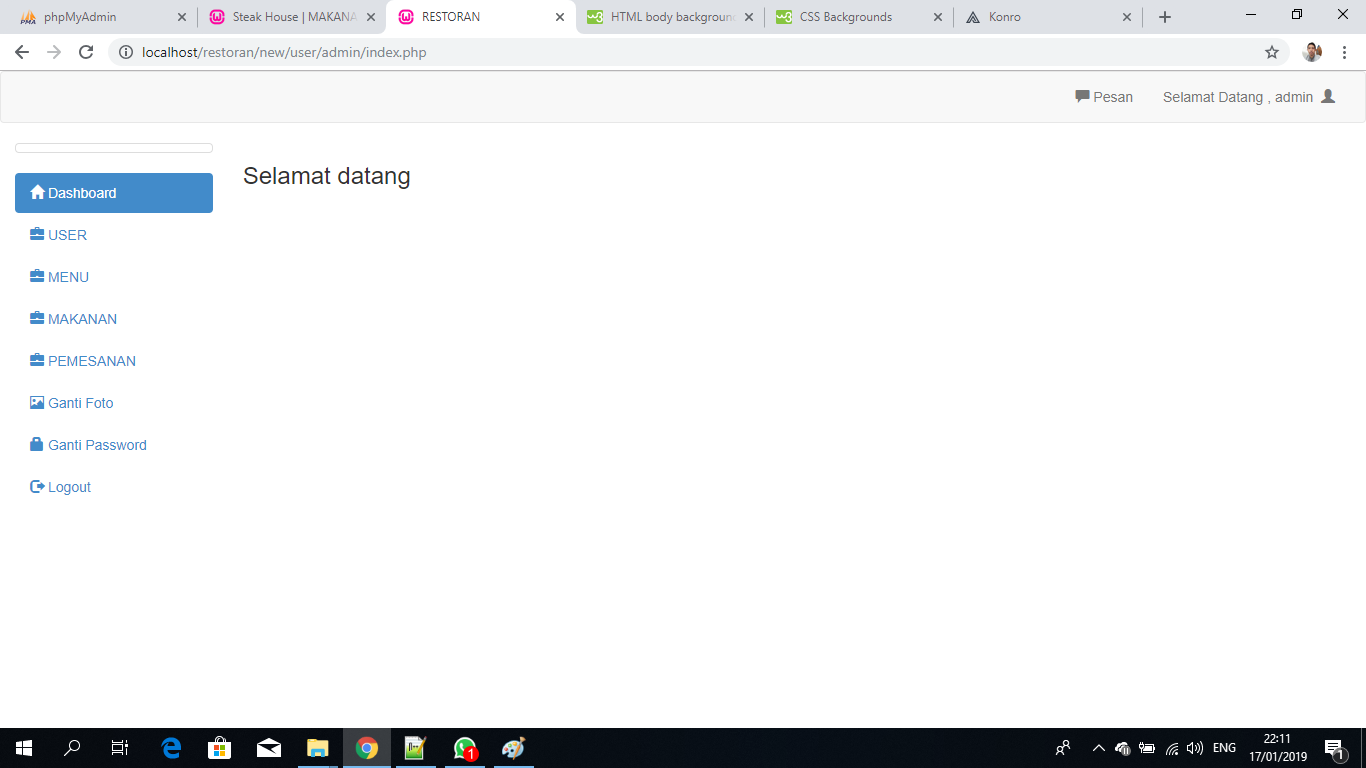 phpMyAdmin
Steak House | MAKANA
RESTORAN
HTML body background
CSS Backgrounds
Konro
localhost/restoran/new/user/admin/index.php
Pesan
Selamat Datang , admin
Selamat datang
Dashboard
USER
MENU
MAKANAN
PEMESANAN
Ganti Foto
Ganti Password
Logout
1
ENG
22:11
17/01/2019
1